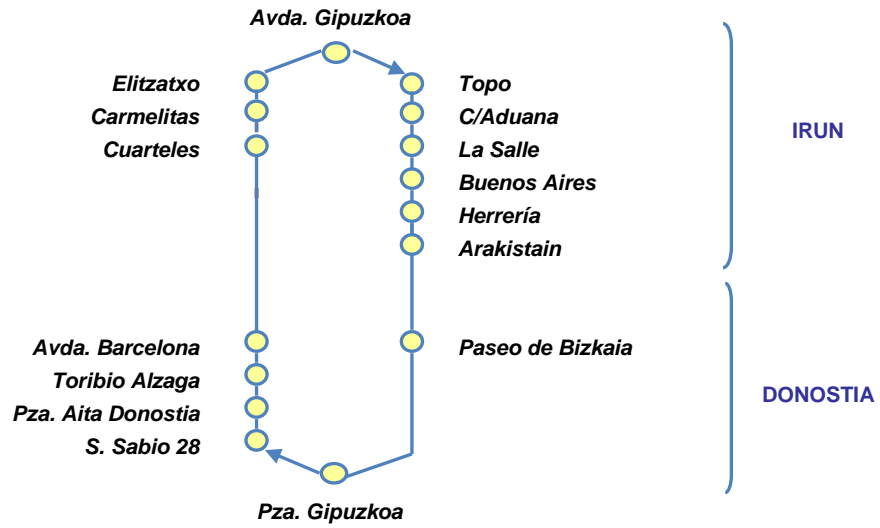 Avda. Gipuzkoa
Elitzatxo
Carmelitas
Cuarteles
Topo
C/Aduana
La Salle
Buenos Aires
Herrería
Arakistain
IRUN
Avda. Barcelona
Toribio Alzaga
Pza. Aita Donostia
S. Sabio 28
Paseo de Bizkaia
DONOSTIA
Pza. Gipuzkoa